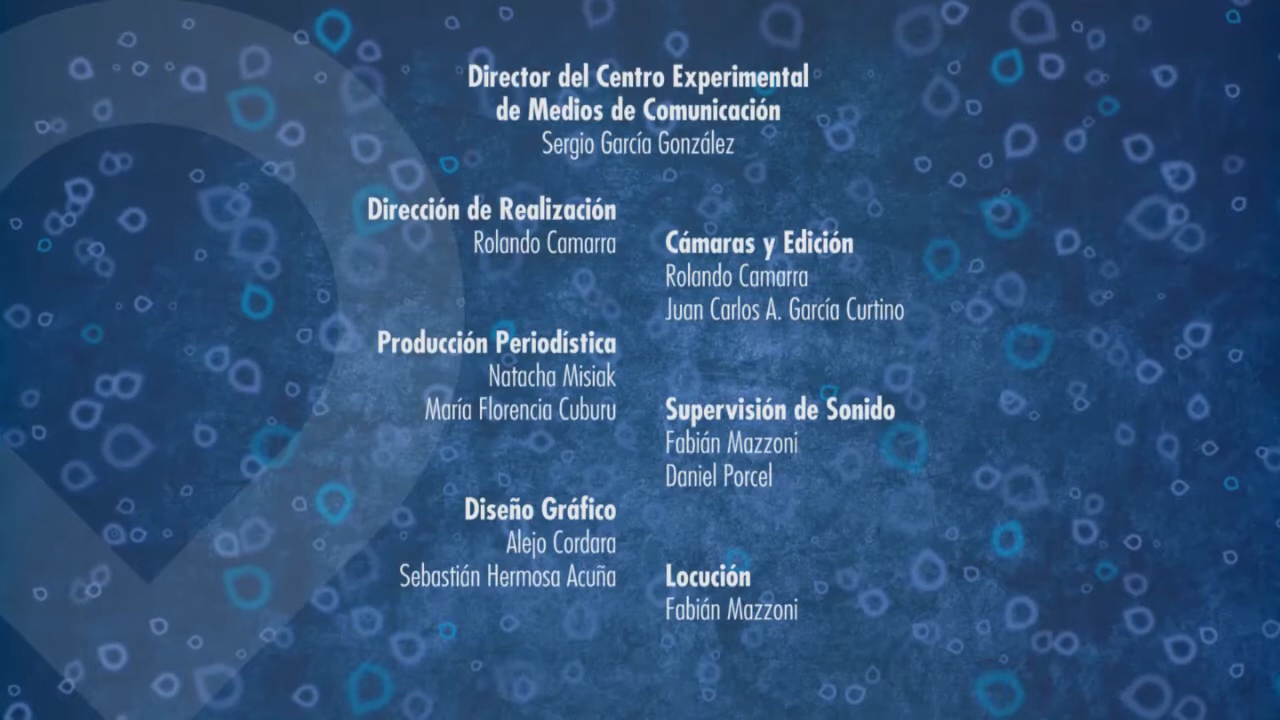 Director del Centro Experimental
de Medios de Comunicación
Sergio García González
Dirección de Realización
Rolando Camarra
Producción Periodística
Natacha Misiak
María Florencia Cuburu
Diseño Gráfico
Alejo Cordara
Sebastián Hermosa Acuña
Cámaras y Edición
Rolando Camarra
Juan Carlos A. García Curtino
Supervisión de Sonido
Fabián Mazzoni
Daniel Porcel
Locución
Fabián Mazzoni